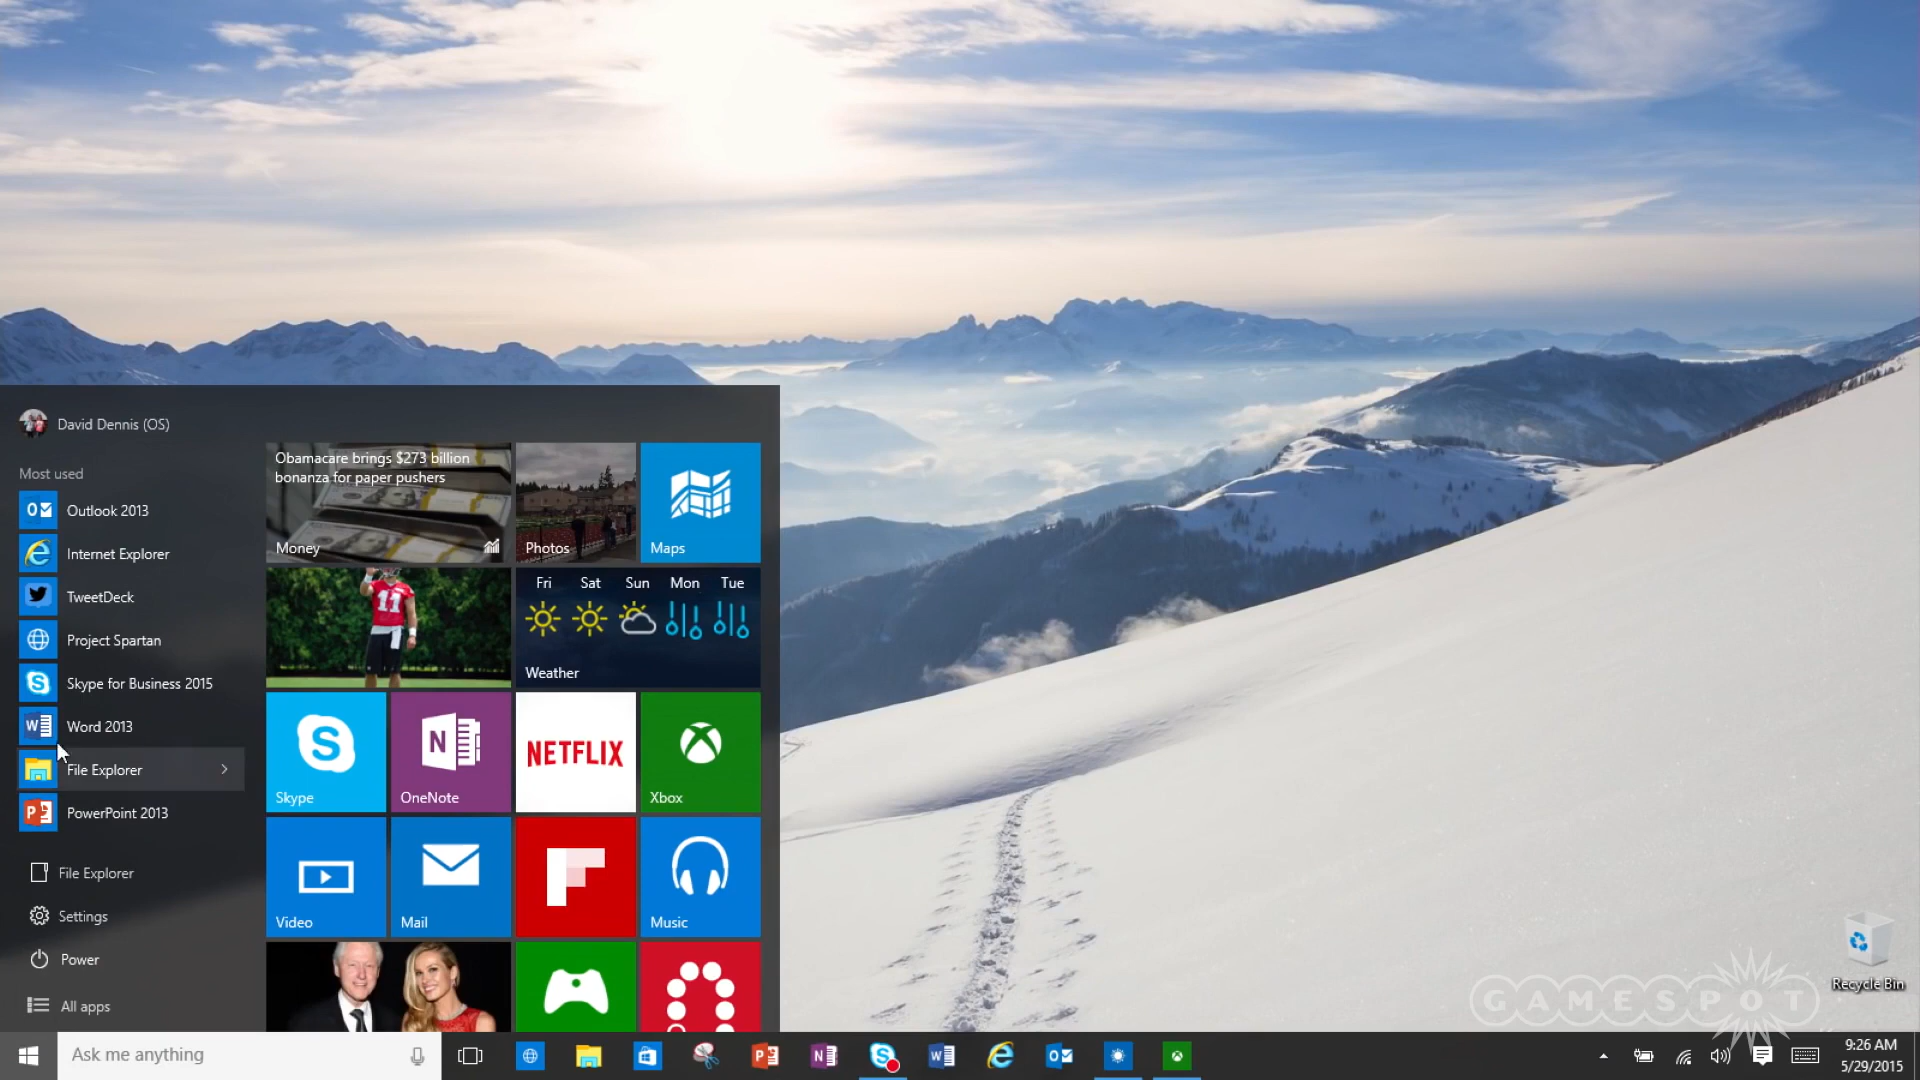 David Dennis (OS)
Most used
Outlook 2013
Internet Explorer
TweetDeck
Project Spartan
Skype for Business 2015
Word 2013
File Explorer
PowerPoint 2013
File Explorer
Settings
Power
All apps
Obamacare brings $273 billion
bonanza for paper pushers
Money
Photos
Maps
11
Fri Sat Sun Mon Tue
Weather
Skype
OneNote
NETFLIX
Xbox
Video
Mail
Music
Recycle Bin
GAMESPOT
Ask me anything
9:26 AM
5/29/2015